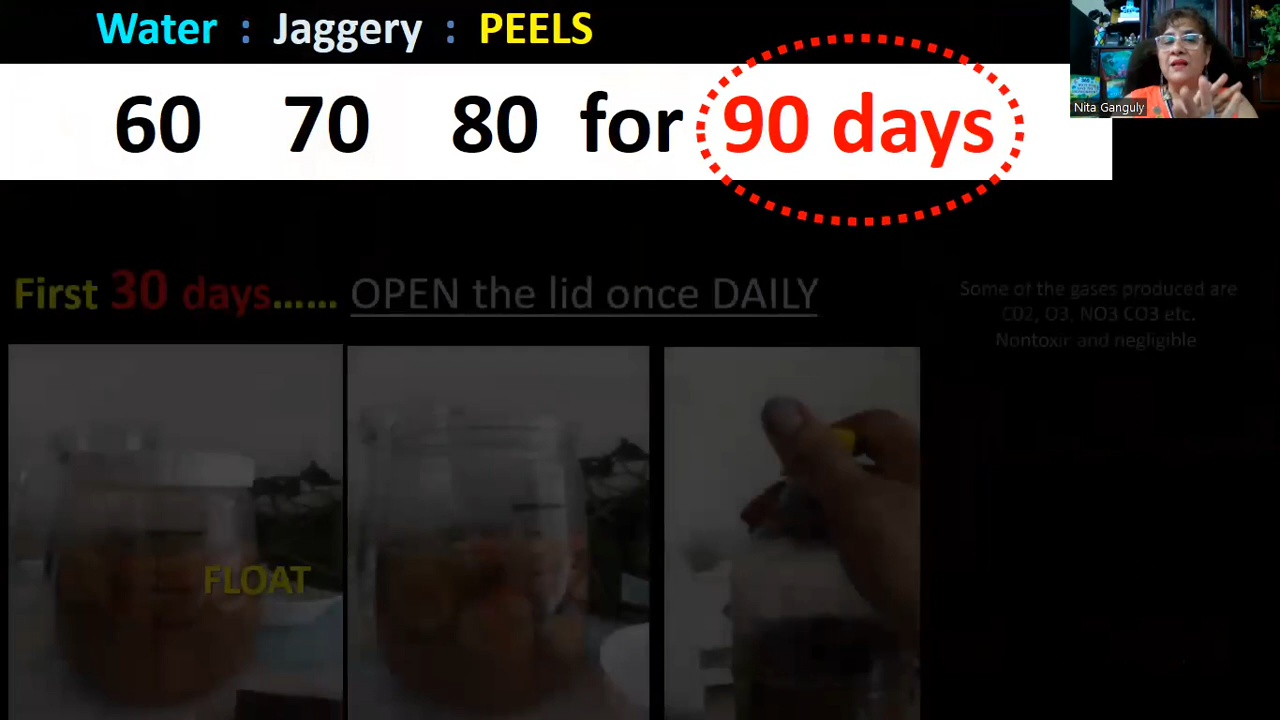 Water : Jaggery : PEELS
60 70 80 for 90 days
Nita Ganguly
First 30 days...... OPEN the lid once DAILY
Some of the gases produced are
C02, O3, NO3 CO3 etc.
Nontoxic and negligible
FLOAT